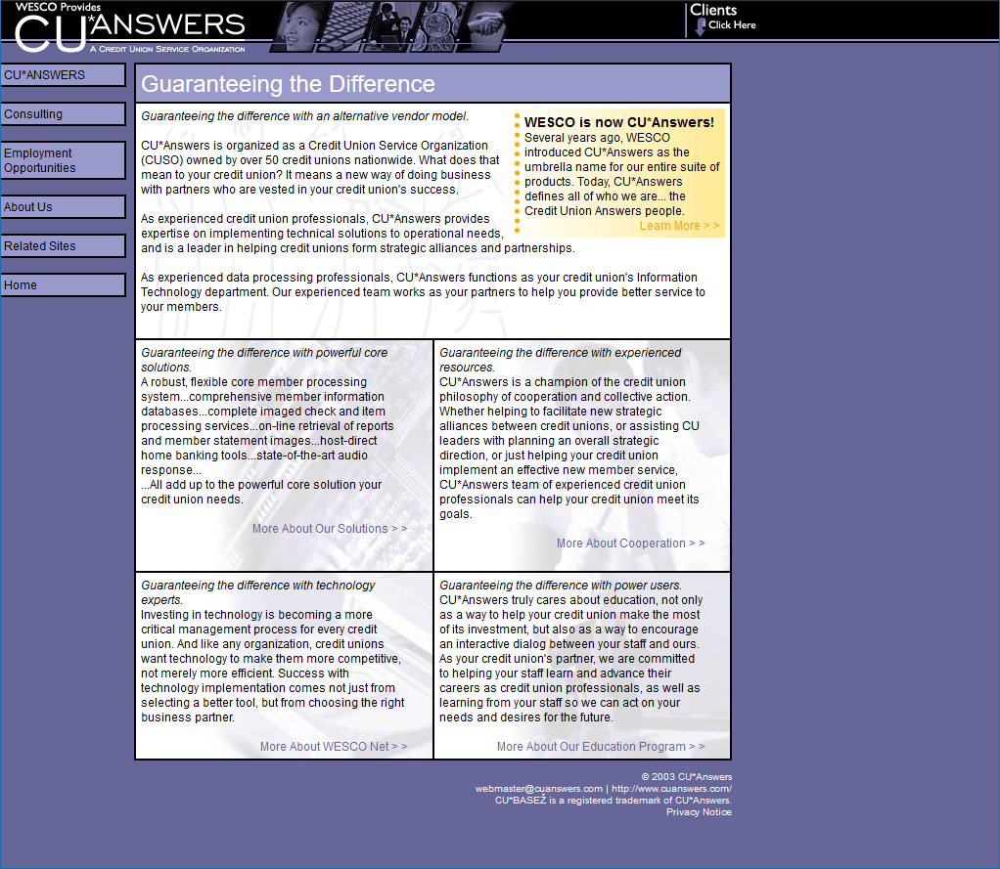 WESCO Provides
CU*ANSWERS
A CREDIT UNION SERVICE ORGANIZATION
Clients
Click Here
CU*ANSWERS
Consulting
Employment
Opportunities
About Us
Related Sites
Home
Guaranteeing the Difference
Guaranteeing the difference with an alternative vendor model.
CU*Answers is organized as a Credit Union Service Organization
(CUSO) owned by over 50 credit unions nationwide. What does that
mean to your credit union? It means a new way of doing business
with partners who are vested in your credit union's success.
As experienced credit union professionals, CU*Answers provides
expertise on implementing technical solutions to operational needs,
and is a leader in helping credit unions form strategic alliances and partnerships.
As experienced data processing professionals, CU*Answers functions as your credit union's Information
Technology department. Our experienced team works as your partners to help you provide better service to
your members.
WESCO is now CU*Answers!
Several years ago, WESCO
introduced CU*Answers as the
umbrella name for our entire suite of
products. Today, CU*Answers
defines all of who we are... the
Credit Union Answers people.
Learn More > >
Guaranteeing the difference with powerful core
solutions.
A robust, flexible core member processing
system...comprehensive member information
databases...complete imaged check and item
processing services...on-line retrieval of reports
and member statement images...host-direct
home banking tools...state-of-the-art audio
response...
...All add up to the powerful core solution your
credit union needs.
More About Our Solutions > >
Guaranteeing the difference with experienced
resources.
CU*Answers is a champion of the credit union
philosophy of cooperation and collective action.
Whether helping to facilitate new strategic
alliances between credit unions, or assisting CU
leaders with planning an overall strategic
direction, or just helping your credit union
implement an effective new member service,
CU*Answers team of experienced credit union
professionals can help your credit union meet its
goals.
More About Cooperation > >
Guaranteeing the difference with technology
experts.
Investing in technology is becoming a more
critical management process for every credit
union. And like any organization, credit unions
want technology to make them more competitive,
not merely more efficient. Success with
technology implementation comes not just from
selecting a better tool, but from choosing the right
business partner.
More About WESCO Net > >
Guaranteeing the difference with power users.
CU*Answers truly cares about education, not only
as a way to help your credit union make the most
of its investment, but also as a way to encourage
an interactive dialog between your staff and ours.
As your credit union's partner, we are committed
to helping your staff learn and advance their
careers as credit union professionals, as well as
learning from your staff so we can act on your
needs and desires for the future.
More About Our Education Program > >
© 2003 CU*Answers
webmaster@cuanswers.com | http://www.cuanswers.com/
CU*BASEŽ is a registered trademark of CU*Answers.
Privacy Notice